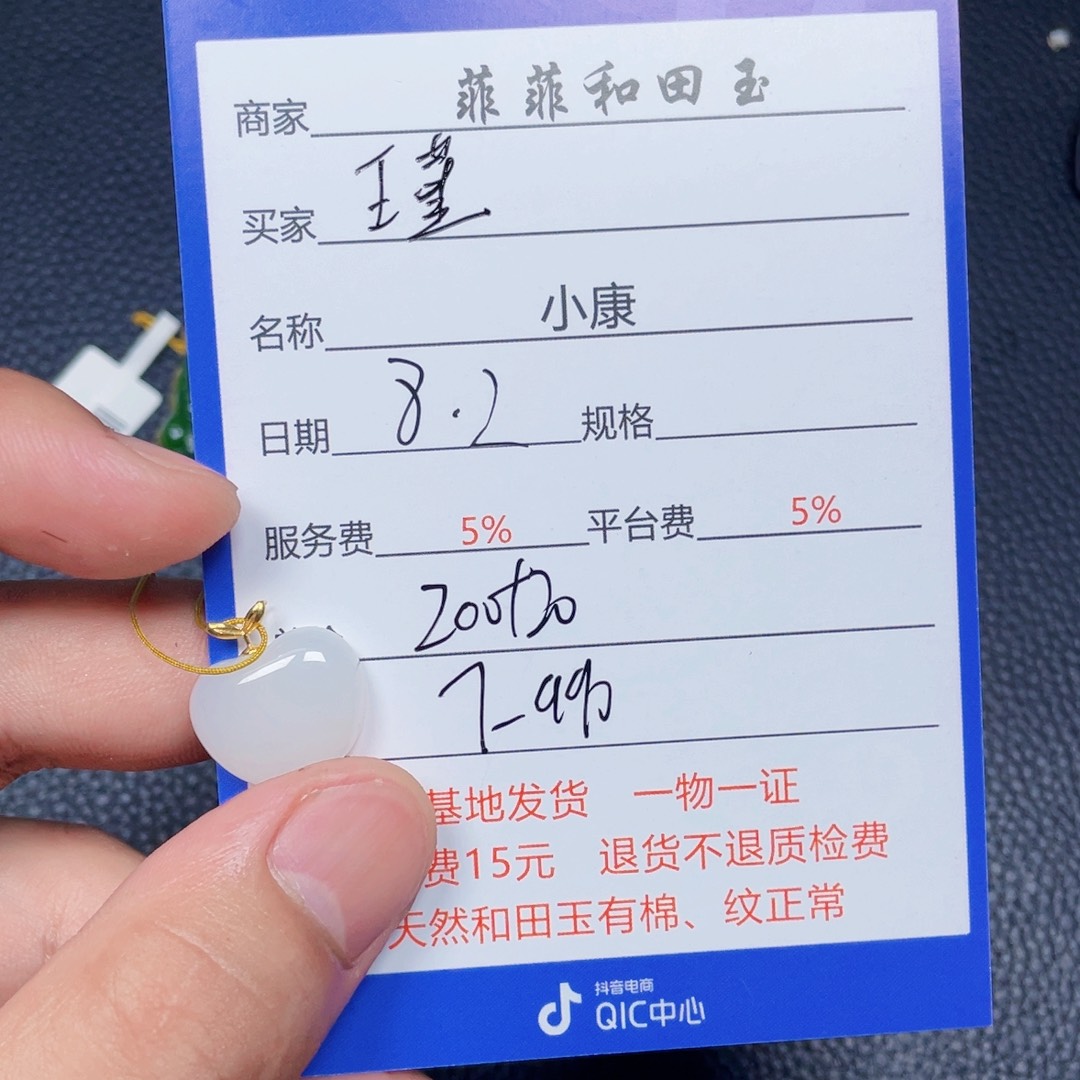 商家 菲菲和田玉
买家 瑾
名称 小康
日期 8.2 规格
服务费 5% 平台费 5%
基地发货 一物一证
费15元 退货不退质检费
天然和田玉有棉、纹正常
抖音电商
QIC中心